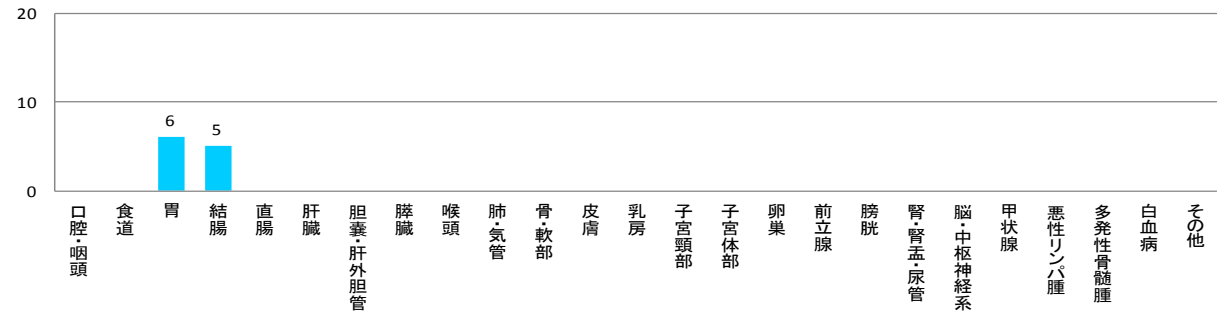 20
10
0
6
5
口腔・咽頭
食道
胃
結腸
直腸
肝臓
胆嚢・肝外胆管
膵臓
喉頭
肺・気管
骨・軟部
皮膚
乳房
子宮頸部
子宮体部
卵巣
前立腺
膀胱
腎・腎盂・尿管
脳・中枢神経系
甲状腺
悪性リンパ腫
多発性骨髄腫
白血病
その他